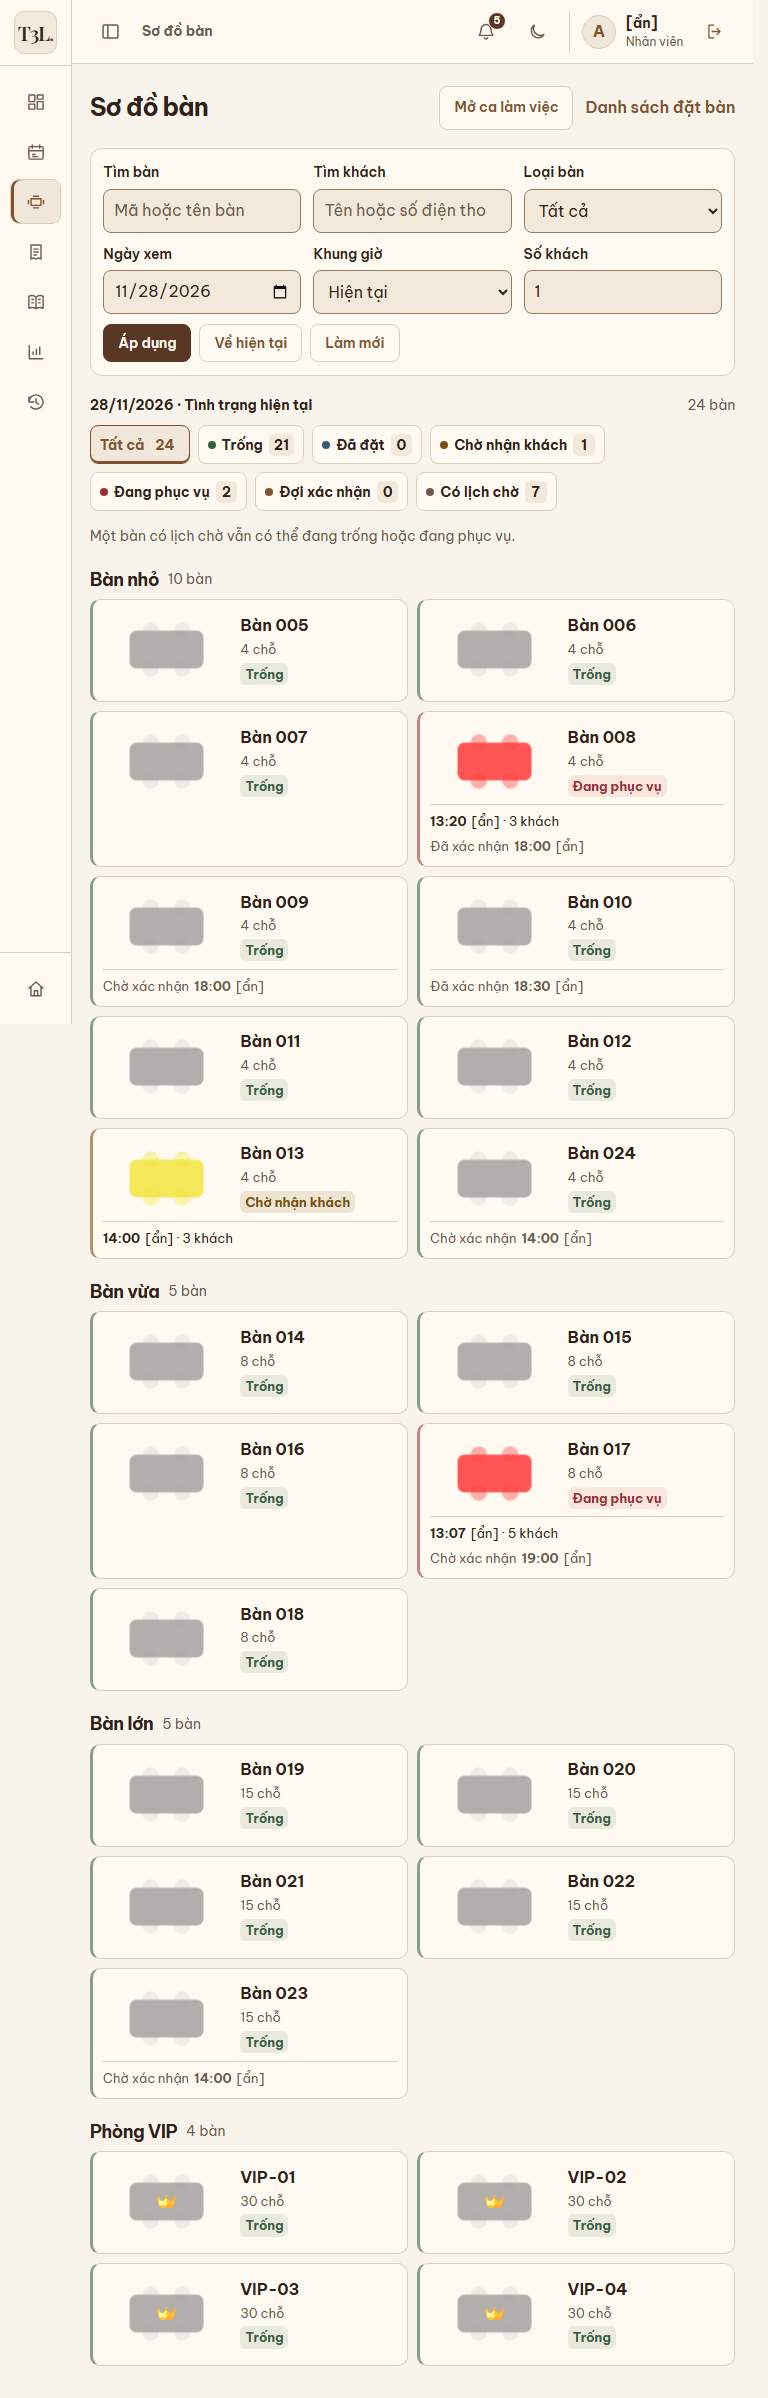 T3L.
Sơ đồ bàn
5
A
[ẩn]
Nhân viên
Sơ đồ bàn
Mở ca làm việc
Danh sách đặt bàn
Tìm bàn
Tìm khách
Loại bàn
Mã hoặc tên bàn
Tên hoặc số điện tho
Tất cả
Ngày xem
Khung giờ
Số khách
11/28/2026
Hiện tại
1
Áp dụng
Về hiện tại
Làm mới
28/11/2026 · Tình trạng hiện tại
24 bàn
Tất cả 24
Trống 21
Đã đặt 0
Chờ nhận khách 1
Đang phục vụ 2
Đợi xác nhận 0
Có lịch chờ 7
Một bàn có lịch chờ vẫn có thể đang trống hoặc đang phục vụ.
Bàn nhỏ 10 bàn
Bàn 005
4 chỗ
Trống
Bàn 006
4 chỗ
Trống
Bàn 007
4 chỗ
Trống
Bàn 008
4 chỗ
Đang phục vụ
13:20 [ẩn] · 3 khách
Đã xác nhận 18:00 [ẩn]
Bàn 009
4 chỗ
Trống
Chờ xác nhận 18:00 [ẩn]
Bàn 010
4 chỗ
Trống
Đã xác nhận 18:30 [ẩn]
Bàn 011
4 chỗ
Trống
Bàn 012
4 chỗ
Trống
Bàn 013
4 chỗ
Chờ nhận khách
14:00 [ẩn] · 3 khách
Bàn 024
4 chỗ
Trống
Chờ xác nhận 14:00 [ẩn]
Bàn vừa 5 bàn
Bàn 014
8 chỗ
Trống
Bàn 015
8 chỗ
Trống
Bàn 016
8 chỗ
Trống
Bàn 017
8 chỗ
Đang phục vụ
13:07 [ẩn] · 5 khách
Chờ xác nhận 19:00 [ẩn]
Bàn 018
8 chỗ
Trống
Bàn lớn 5 bàn
Bàn 019
15 chỗ
Trống
Bàn 020
15 chỗ
Trống
Bàn 021
15 chỗ
Trống
Bàn 022
15 chỗ
Trống
Bàn 023
15 chỗ
Trống
Chờ xác nhận 14:00 [ẩn]
Phòng VIP 4 bàn
VIP-01
30 chỗ
Trống
VIP-02
30 chỗ
Trống
VIP-03
30 chỗ
Trống
VIP-04
30 chỗ
Trống